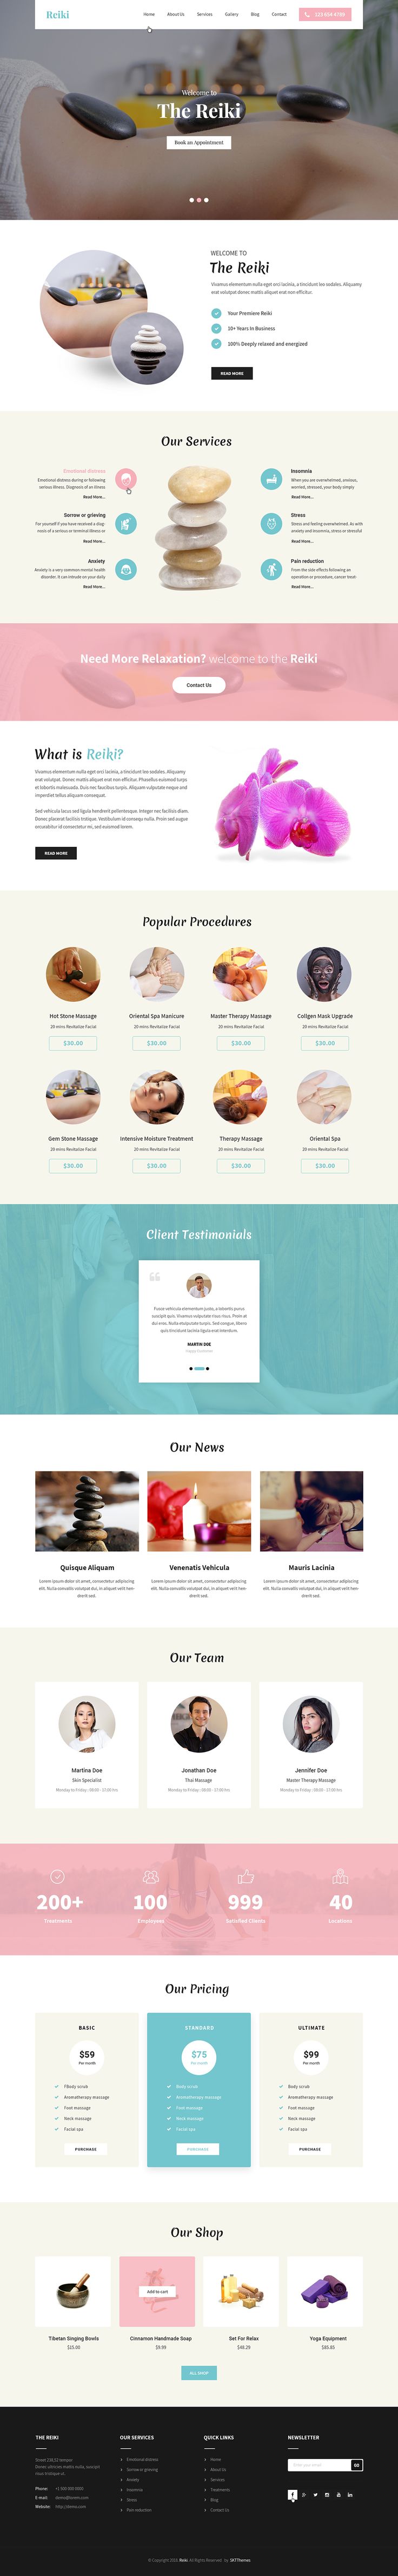 Reiki
Home
About Us
Services
Gallery
Blog
Contact
123 654 4789
Welcome to
The Reiki
Book an Appointment
WELCOME TO
The Reiki
Vivamus elementum nulla eget orci lacinia, a tincidunt leo sodales. Aliquamy
erat volutpat donec mattis aliquet eon non-efficitur.
Your Premiere Reiki
10+ Years In Business
100% Deeply relaxed and energized
READ MORE
Our Services
Emotional distress
Emotional distress during or following
serious illness. Diagnosis of an illness
Read More...
Sorrow or grieving
For yourself if you have received a diag-
nosis of a serious or terminal illness or
Read More...
Anxiety
Anxiety is a very common mental health
disorder. It can intrude on your daily
Read More...
Insomnia
When you are overwhelmed, anxious,
worried, stressed, your body simply
Read More...
Stress
Stress and feeling overwhelmed. As with
anxiety and insomnia, stress or stressful
Read More...
Pain reduction
From the side effects following an
operation or procedure, cancer treat-
Read More...
Need More Relaxation? welcome to the Reiki
Contact Us
What is Reiki?
Vivamus elementum nulla eget orci lacinia, a tincidunt leo sodales. Aliquamy
erat volutpat. Donec mattis aliquet eat non efficitur. Phasellus euismod turpis
et lobortis malesuada. Duis nec faucibus turpis. Aliquam vulputate neque and
imperdiet tellus aliquam consequat.
Sed vehicula lacus sed ligula hendrerit pellentesque. Integer nec facilisis diam.
Donec placerat facilisis tristique. Vestibulum id consequ nulla. Proin sed augue
accurabitur id consectetur mi, sed euismod lorem.
READ MORE
Popular Procedures
Hot Stone Massage
20 mins Revitalize Facial
$30.00
Oriental Spa Manicure
20 mins Revitalize Facial
$30.00
Master Therapy Massage
20 mins Revitalize Facial
$30.00
Collgen Mask Upgrade
20 mins Revitalize Facial
$30.00
Gem Stone Massage
20 mins Revitalize Facial
$30.00
Intensive Moisture Treatment
20 mins Revitalize Facial
$30.00
Therapy Massage
20 mins Revitalize Facial
$30.00
Oriental Spa
20 mins Revitalize Facial
$30.00
Client Testimonials
Fusce vehicula elementum justo, a lobortis purus
suscipit quis. Vivamus vulputate risus risus. Proin at
dui eros. Nulla etulputate turpis. Sed congue, libero
quis tincidunt lacinia ligula erat interdum.
MARTIN DOE
Happy Customer
Our News
Quisque Aliquam
Lorem ipsum dolor sit amet, consectetur adipiscing
elit. Nulla convallis volutpat dui, in aliquet velit hen-
drerit sed.
Venenatis Vehicula
Lorem ipsum dolor sit amet, consectetur adipiscing
elit. Nulla convallis volutpat dui, in aliquet velit hen-
drerit sed.
Mauris Lacinia
Lorem ipsum dolor sit amet, consectetur adipiscing
elit. Nulla convallis volutpat dui, in aliquet velit hen-
drerit sed.
Our Team
Martina Doe
Skin Specialist
Monday to Friday - 08:00 - 17:00 hrs
Jonathan Doe
Thai Massage
Monday to Friday - 08:00 - 17:00 hrs
Jennifer Doe
Master Therapy Massage
Monday to Friday - 08:00 - 17:00 hrs
200+
Treatments
100
Employees
999
Satisfied Clients
40
Locations
Our Pricing
BASIC
$59
Per month
FBody scrub
Aromatherapy massage
Foot massage
Neck massage
Facial spa
PURCHASE
STANDARD
$75
Per month
Body scrub
Aromatherapy massage
Foot massage
Neck massage
Facial spa
PURCHASE
ULTIMATE
$99
Per month
Body scrub
Aromatherapy massage
Foot massage
Neck massage
Facial spa
PURCHASE
Our Shop
Tibetan Singing Bowls
$15.00
Add to cart
Cinnamon Handmade Soap
$9.99
Set For Relax
$49.29
Yoga Equipment
$85.85
ALL SHOP
THE REIKI
Street 238,52 tempor
Donec ultricies mattis nulla, suscipit
risus tristique ut.
Phone: +1 500 000 0000
E-mail: demo@lorem.com
Website: http://demo.com
OUR SERVICES
Emotional distress
Sorrow or grieving
Anxiety
Insomnia
Stress
Pain reduction
QUICK LINKS
Home
About Us
Services
Treatments
Blog
Contact Us
NEWSLETTER
GO
Reiki. All Rights Reserved by SKTThemes